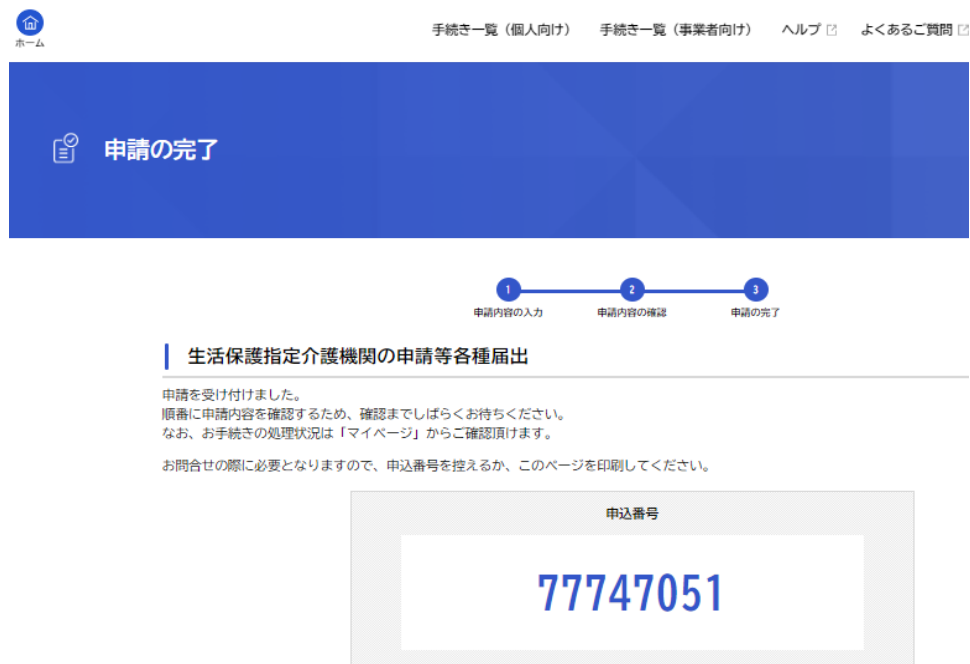 ホーム
手続き一覧（個人向け） 手続き一覧（事業者向け） ヘルプ よくあるご質問
申請の完了
1 2 3
申請内容の入力 申請内容の確認 申請の完了
生活保護指定介護機関の申請等各種届出
申請を受け付けました。
順番に申請内容を確認するため、確認までしばらくお待ちください。
なお、お手続きの処理状況は「マイページ」からご確認頂けます。
お問合せの際に必要となりますので、申込番号を控えるか、このページを印刷してください。
申込番号
77747051